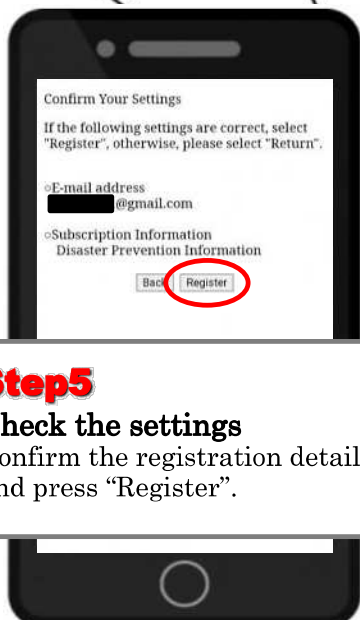 Confirm Your Settings
If the following settings are correct, select
"Register", otherwise, please select "Return".
○E-mail address
@gmail.com
○Subscription Information
Disaster Prevention Information
Back Register
Step5
heck the settings
onfirm the registration detail
nd press “Register”.